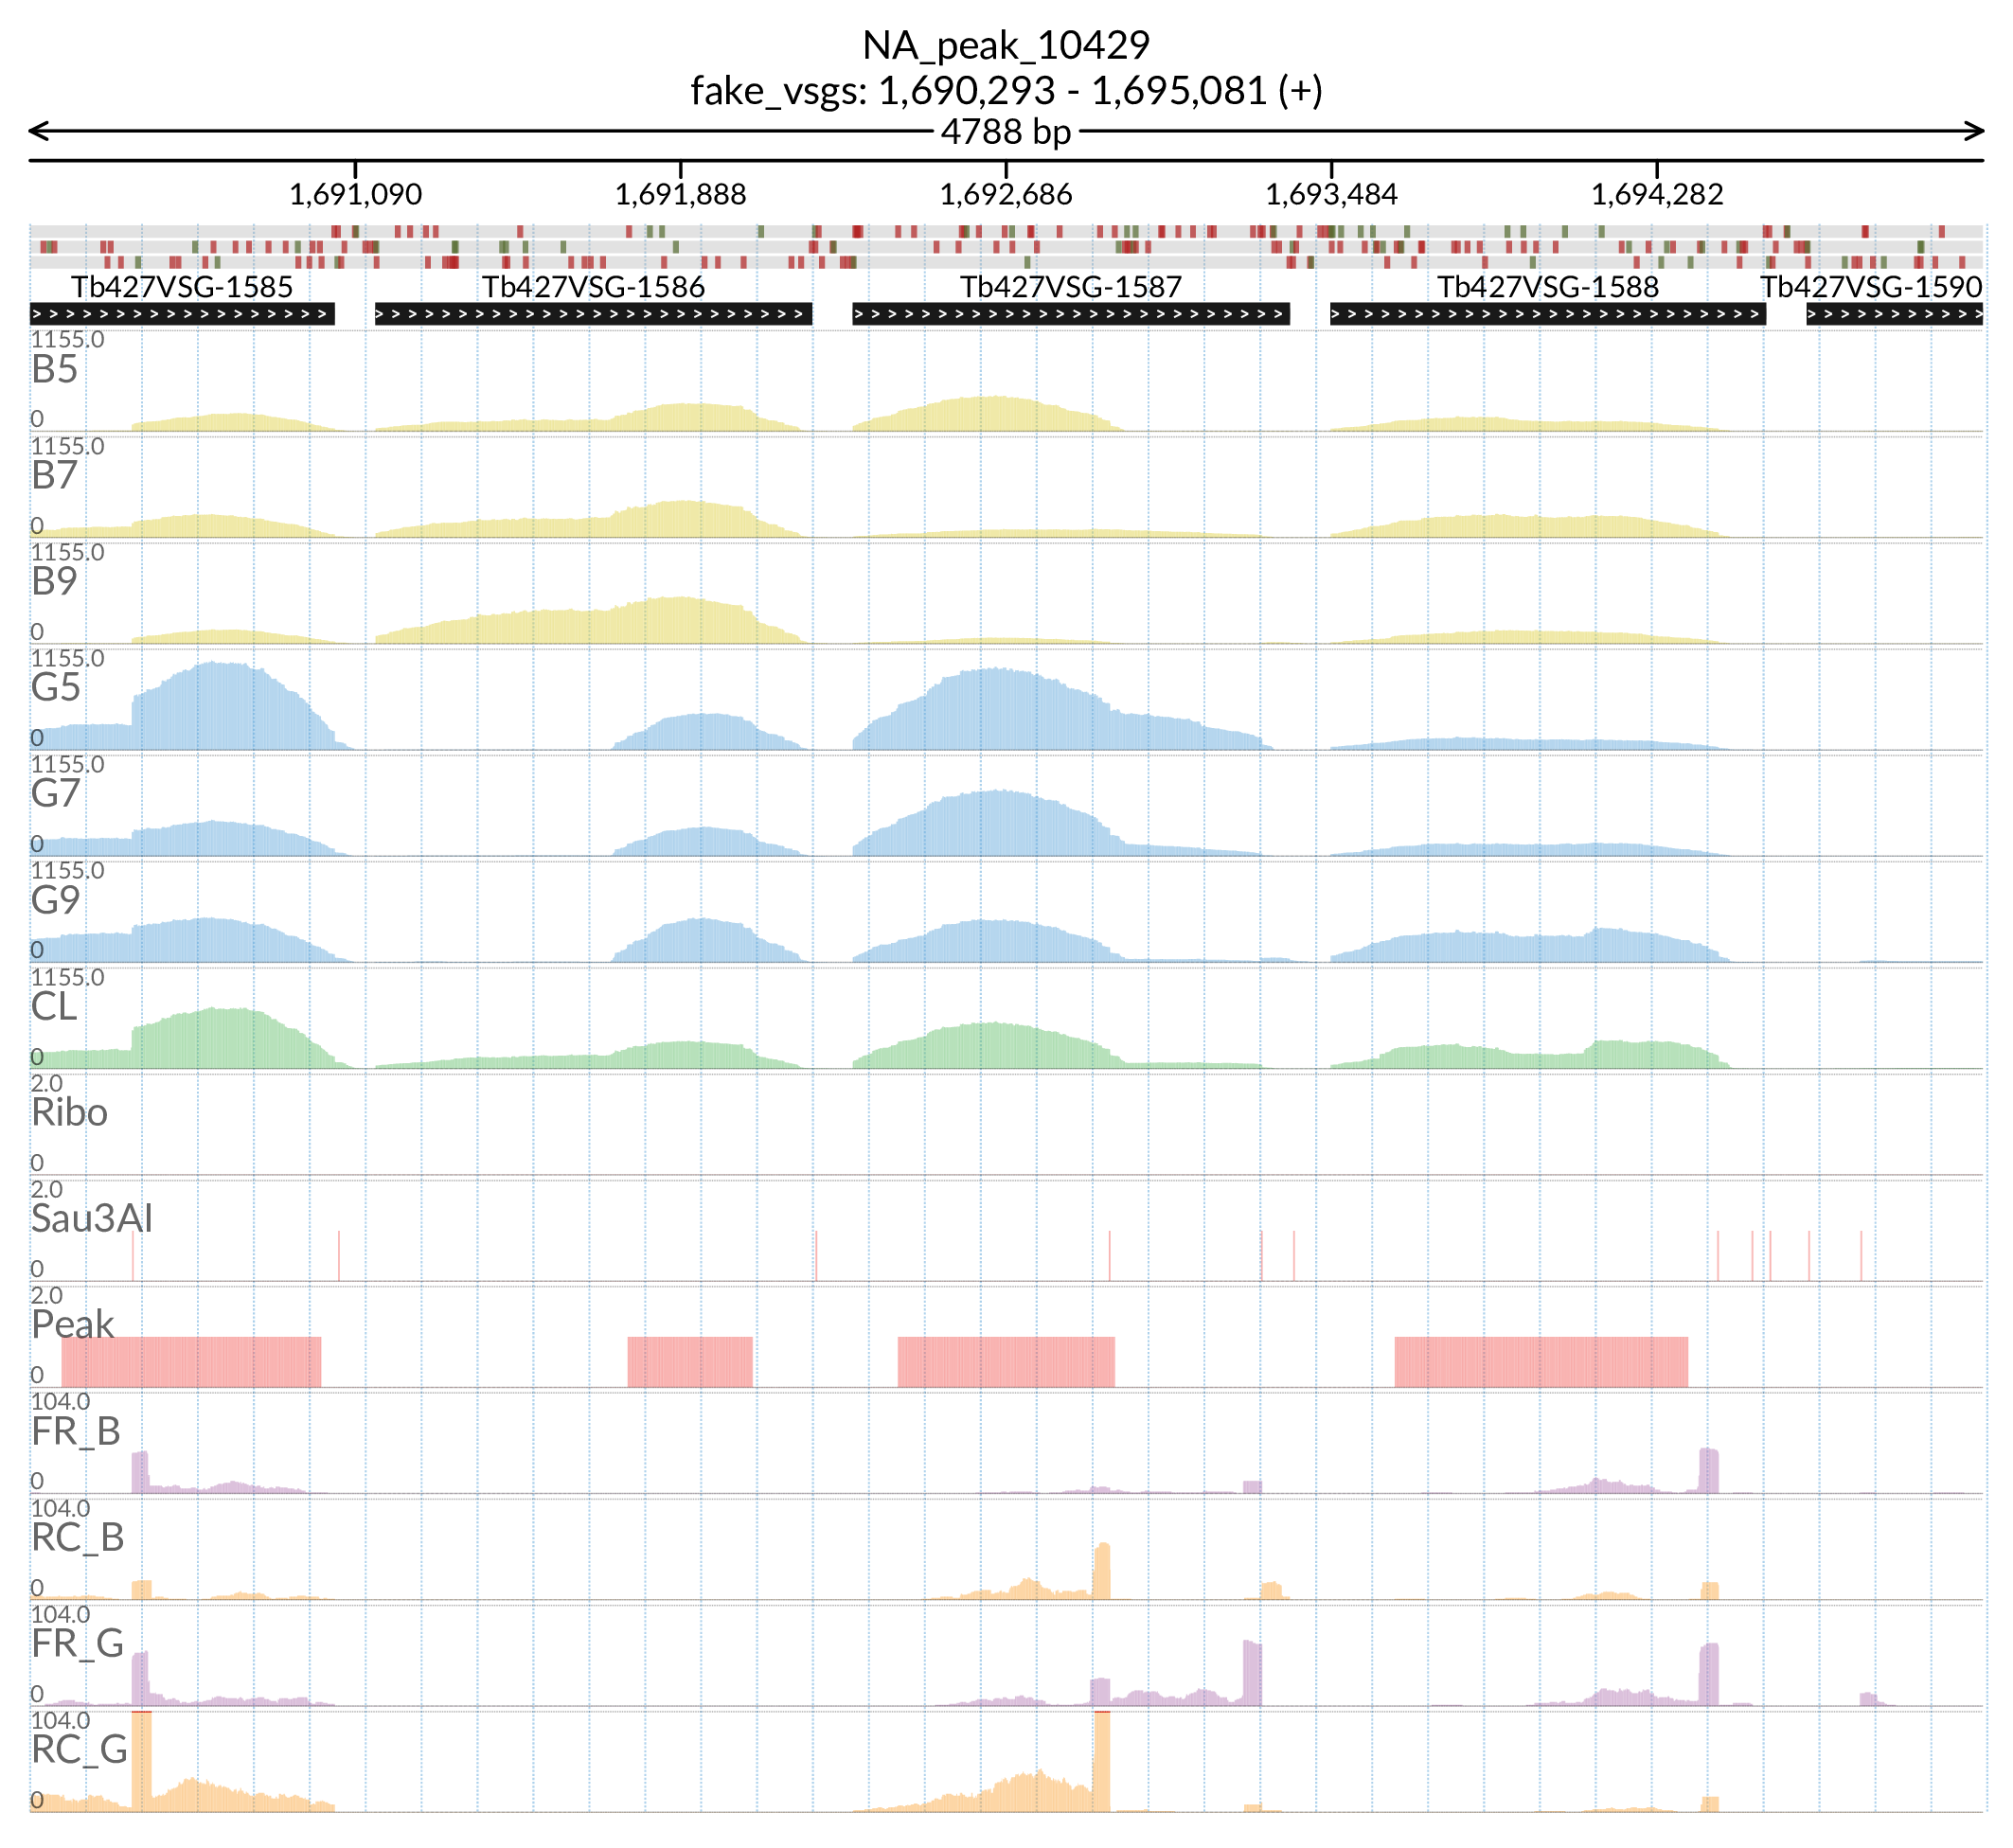 NA_peak_10429
fake_vsgs: 1,690,293 - 1,695,081 (+)
4788 bp
1,691,090 1,691,888 1,692,686 1,693,484 1,694,282
Tb427VSG-1585 Tb427VSG-1586 Tb427VSG-1587 Tb427VSG-1588 Tb427VSG-1590
1155.0
B5
0
1155.0
B7
0
1155.0
B9
0
1155.0
G5
0
1155.0
G7
0
1155.0
G9
0
1155.0
CL
0
2.0
Ribo
0
2.0
Sau3AI
0
2.0
Peak
0
104.0
FR_B
0
104.0
RC_B
0
104.0
FR_G
0
104.0
RC_G
0